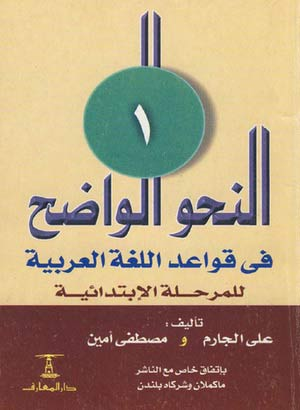 ١
النحو الواضح
فى قواعد اللغة العربية
للمرحلة الابتدائية
تأليف:
على الجارم و مصطفى أمين
باتفاق خاص مع الناشر
ماكملان وشركاه بلندن
دار المعارف